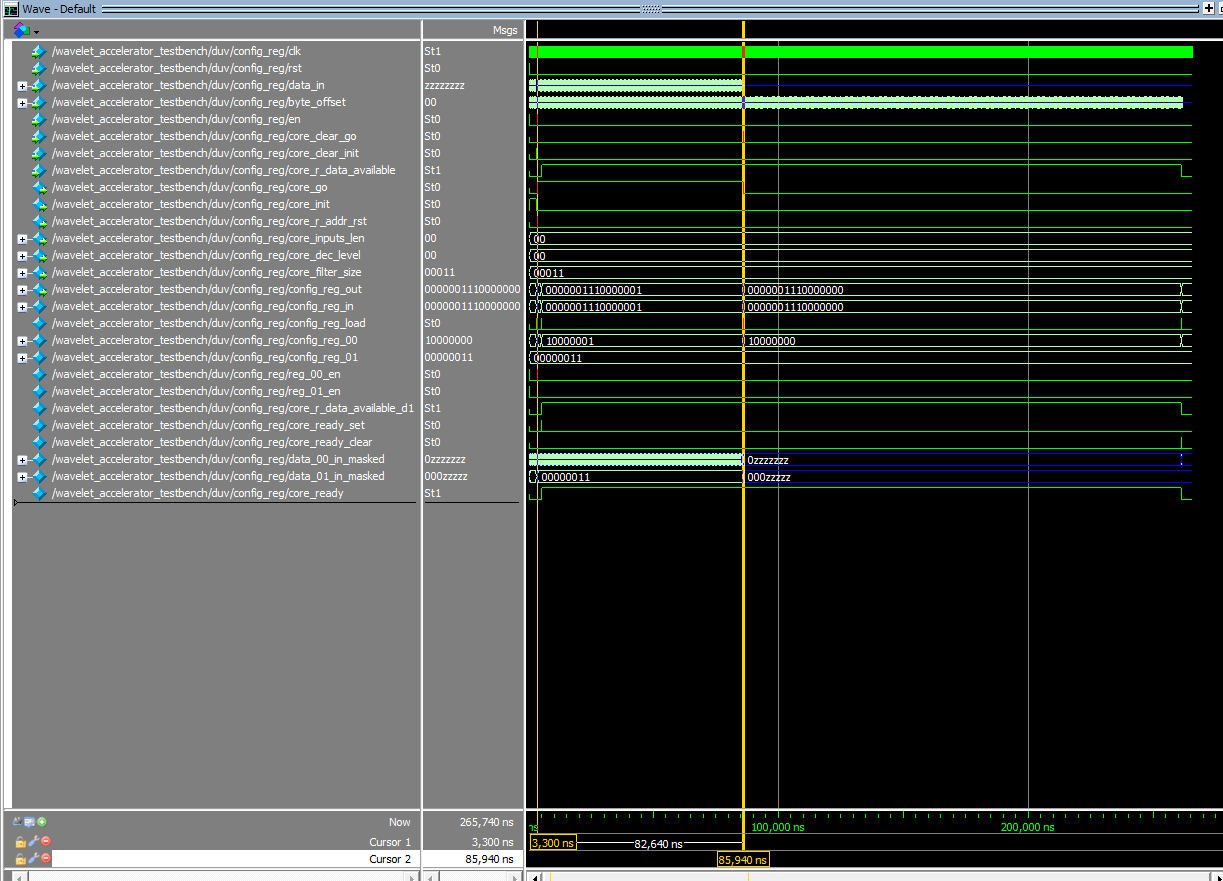 Wave - Default
Msgs
/wavelet_accelerator_testbench/duv/config_reg/clk St1
/wavelet_accelerator_testbench/duv/config_reg/rst St0
/wavelet_accelerator_testbench/duv/config_reg/data_in zzzzzzzz
/wavelet_accelerator_testbench/duv/config_reg/byte_offset 00
/wavelet_accelerator_testbench/duv/config_reg/en St0
/wavelet_accelerator_testbench/duv/config_reg/core_clear_go St0
/wavelet_accelerator_testbench/duv/config_reg/core_clear_init St0
/wavelet_accelerator_testbench/duv/config_reg/core_r_data_available St1
/wavelet_accelerator_testbench/duv/config_reg/core_go St0
/wavelet_accelerator_testbench/duv/config_reg/core_init St0
/wavelet_accelerator_testbench/duv/config_reg/core_r_addr_rst St0
/wavelet_accelerator_testbench/duv/config_reg/core_inputs_len 00 00
/wavelet_accelerator_testbench/duv/config_reg/core_dec_level 00 00
/wavelet_accelerator_testbench/duv/config_reg/core_filter_size 00011 00011
/wavelet_accelerator_testbench/duv/config_reg/config_reg_out 0000001110000000 0000001110000001 0000001110000000
/wavelet_accelerator_testbench/duv/config_reg/config_reg_in 0000001110000000 0000001110000001 0000001110000000
/wavelet_accelerator_testbench/duv/config_reg/config_reg_load St0
/wavelet_accelerator_testbench/duv/config_reg/config_reg_00 10000000 10000001 10000000
/wavelet_accelerator_testbench/duv/config_reg/config_reg_01 00000011 00000011
/wavelet_accelerator_testbench/duv/config_reg/reg_00_en St0
/wavelet_accelerator_testbench/duv/config_reg/reg_01_en St0
/wavelet_accelerator_testbench/duv/config_reg/core_r_data_available_d1 St1
/wavelet_accelerator_testbench/duv/config_reg/core_ready_set St0
/wavelet_accelerator_testbench/duv/config_reg/core_ready_clear St0
/wavelet_accelerator_testbench/duv/config_reg/data_00_in_masked 0zzzzzzz 0zzzzzzz
/wavelet_accelerator_testbench/duv/config_reg/data_01_in_masked 000zzzzz 00000011 000zzzzz
/wavelet_accelerator_testbench/duv/config_reg/core_ready St1
Now 265,740 ns 100,000 ns 200,000 ns
Cursor 1 3,300 ns 3,300 ns 82,640 ns
Cursor 2 85,940 ns 85,940 ns